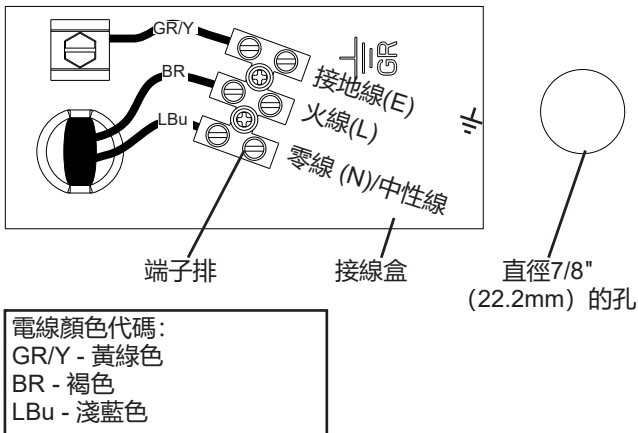 GR/Y
GR
BR
接地線(E)
火線(L)
LBu
零線 (N)/中性線
端子排
接線盒
直徑7/8"
(22.2mm) 的孔
電線顏色代碼:
GR/Y - 黃綠色
BR - 褐色
LBu - 淺藍色